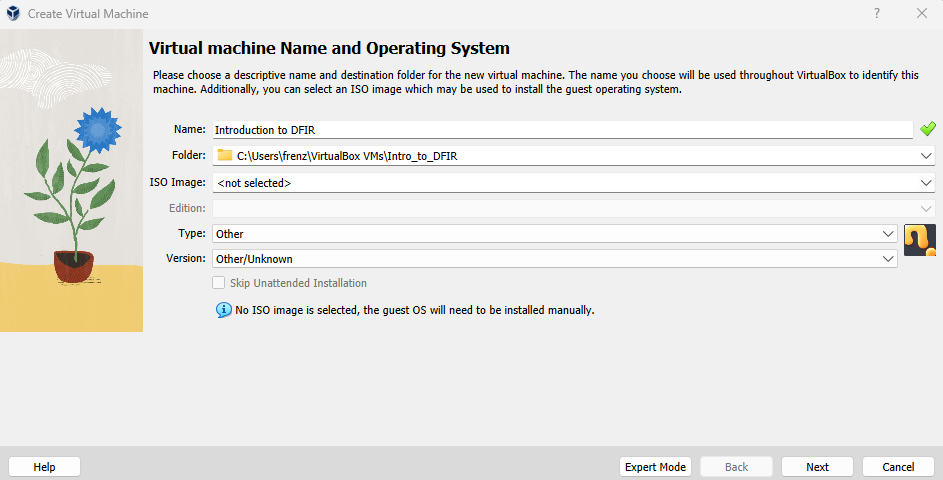 Create Virtual Machine
?
Virtual machine Name and Operating System
Please choose a descriptive name and destination folder for the new virtual machine. The name you choose will be used throughout VirtualBox to identify this
machine. Additionally, you can select an ISO image which may be used to install the guest operating system.
Name: Introduction to DFIR
Folder: C:\Users\frenz\VirtualBox VMs\Intro_to_DFIR
ISO Image: <not selected>
Edition:
Type: Other
Version: Other/Unknown
Skip Unattended Installation
No ISO image is selected, the guest OS will need to be installed manually.
Help Expert Mode Back Next Cancel